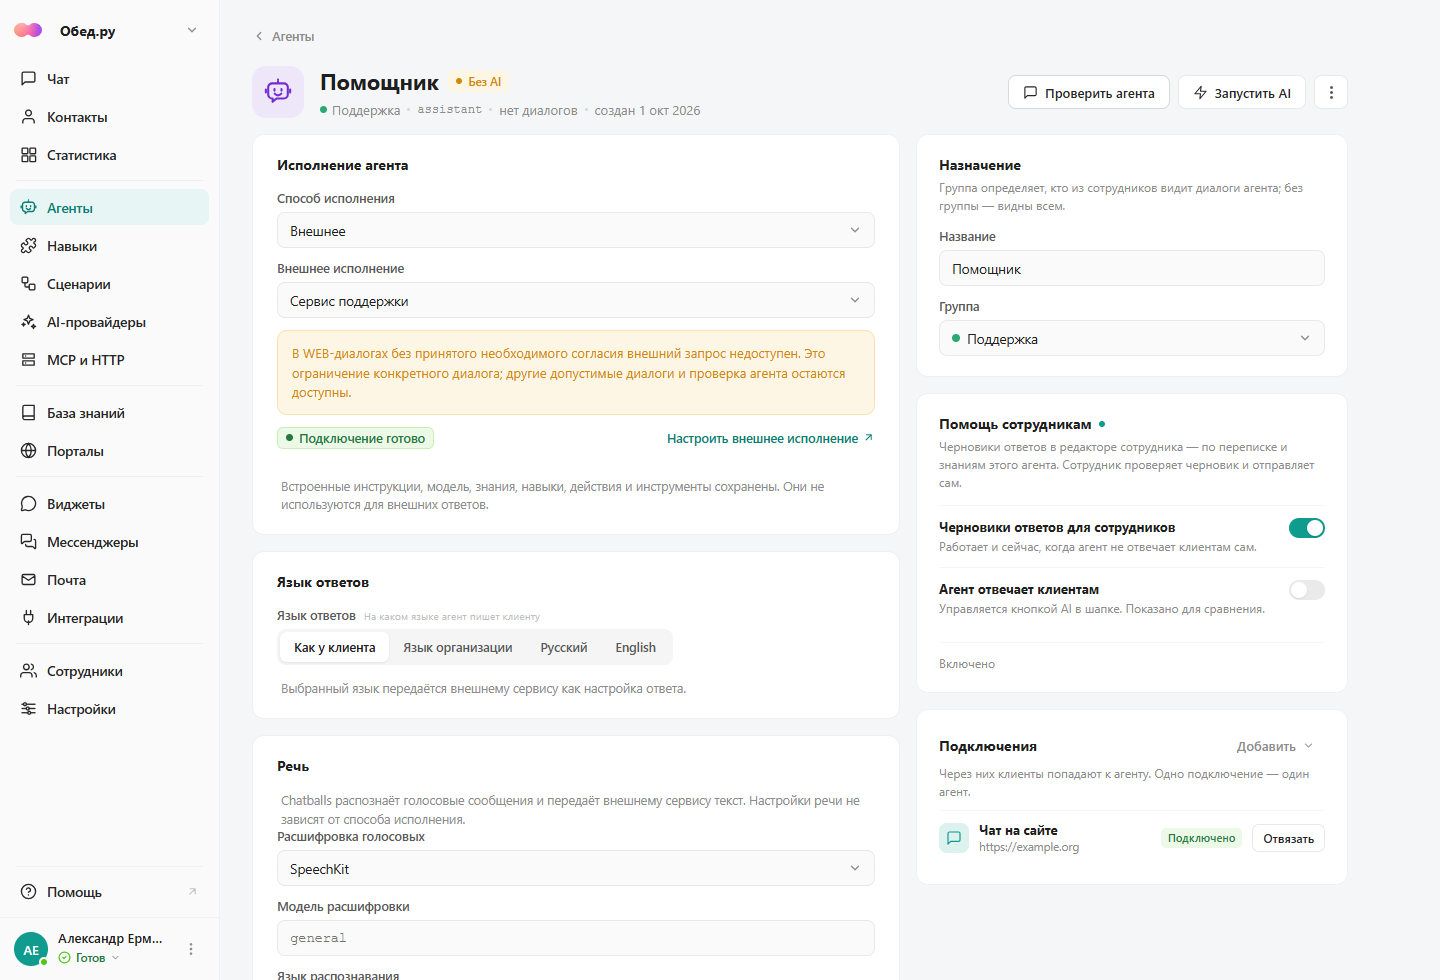 Обед.ру
Чат
Контакты
Статистика
Агенты
Навыки
Сценарии
AI-провайдеры
MCP и HTTP
База знаний
Порталы
Виджеты
Мессенджеры
Почта
Интеграции
Сотрудники
Настройки
Помощь
AE
Александр Ерм...
Готов
Агенты
Помощник
Без AI
Поддержка · assistant · нет диалогов · создан 1 окт 2026
Проверить агента
Запустить AI
Исполнение агента
Способ исполнения
Внешнее
Внешнее исполнение
Сервис поддержки
В WEB-диалогах без принятого необходимого согласия внешний запрос недоступен. Это
ограничение конкретного диалога; другие допустимые диалоги и проверка агента остаются
доступны.
Подключение готово
Настроить внешнее исполнение
Встроенные инструкции, модель, знания, навыки, действия и инструменты сохранены. Они не
используются для внешних ответов.
Язык ответов
Язык ответов На каком языке агент пишет клиенту
Как у клиента
Язык организации
Русский
English
Выбранный язык передаётся внешнему сервису как настройка ответа.
Речь
Chatballs распознаёт голосовые сообщения и передаёт внешнему сервису текст. Настройки речи не
зависят от способа исполнения.
Расшифровка голосовых
SpeechKit
Модель расшифровки
general
Язык распознавания
Назначение
Группа определяет, кто из сотрудников видит диалоги агента; без
группы — видны всем.
Название
Помощник
Группа
Поддержка
Помощь сотрудникам
Черновики ответов в редакторе сотрудника — по переписке и
знаниям этого агента. Сотрудник проверяет черновик и отправляет
сам.
Черновики ответов для сотрудников
Работает и сейчас, когда агент не отвечает клиентам сам.
Агент отвечает клиентам
Управляется кнопкой AI в шапке. Показано для сравнения.
Включено
Подключения
Добавить
Через них клиенты попадают к агенту. Одно подключение — один
агент.
Чат на сайте
https://example.org
Подключено
Отвязать